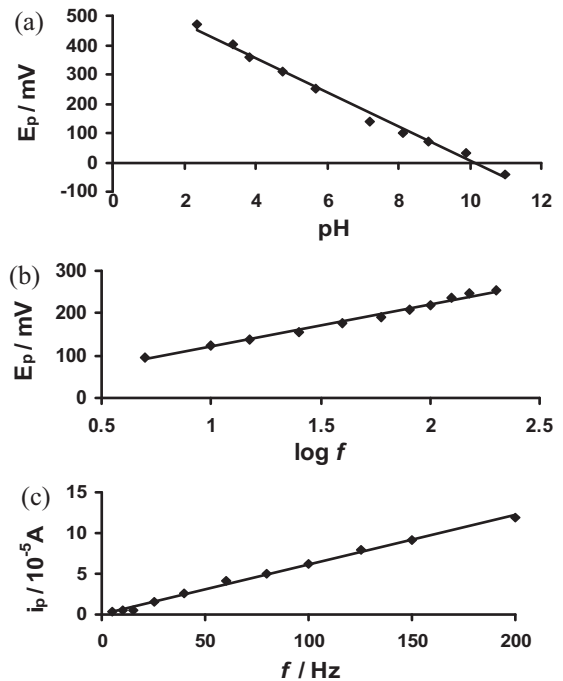 (a)
500
400
300
200
100
0
-100
Ep / mV
0 2 4 6 8 10 12
pH
(b)
300
200
100
0
Ep / mV
0.5 1 1.5 2 2.5
log f
(c)
15
10
5
0
ip / 10⁻⁵A
0 50 100 150 200
f / Hz